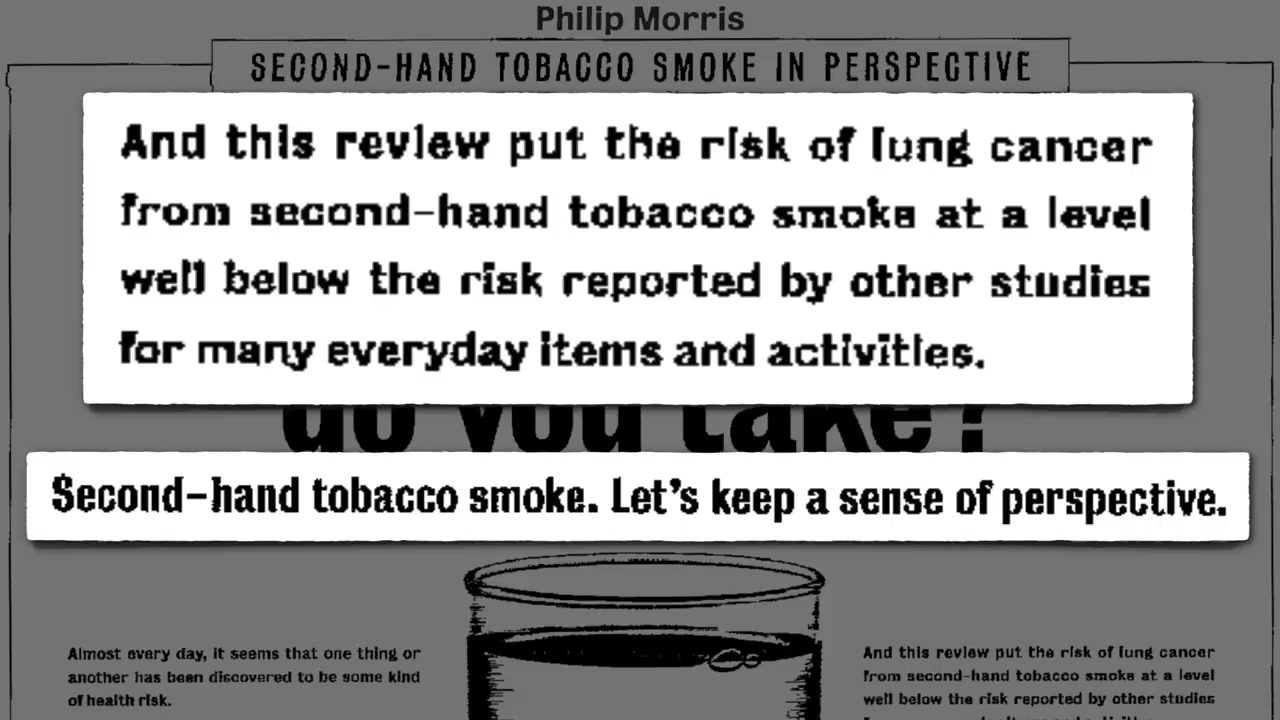 Philip Morris
SECOND-HAND TOBACCO SMOKE IN PERSPECTIVE
And this review put the risk of lung cancer
from second-hand tobacco smoke at a level
well below the risk reported by other studies
for many everyday items and activities.
do you take?
Second-hand tobacco smoke. Let's keep a sense of perspective.
Almost every day, it seems that one thing or
another has been discovered to be some kind
of health risk.
And this review put the risk of lung cancer
from second-hand tobacco smoke at a level
well below the risk reported by other studies